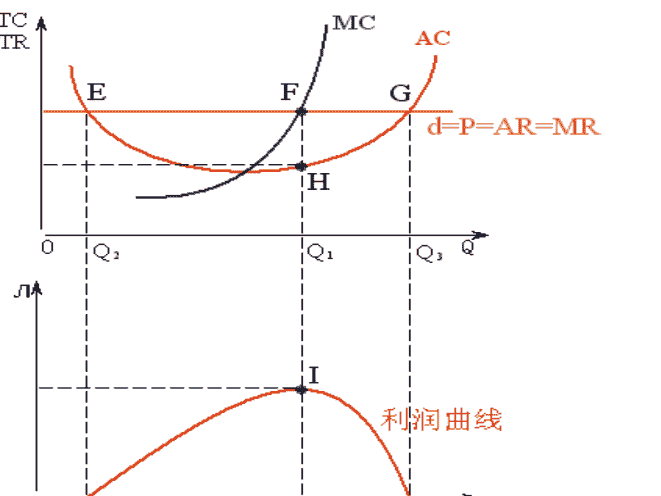 TC
TR
MC
AC
E
F
G
d=P=AR=MR
H
O
Q₂
Q₁
Q₃
Q
л
I
利润曲线